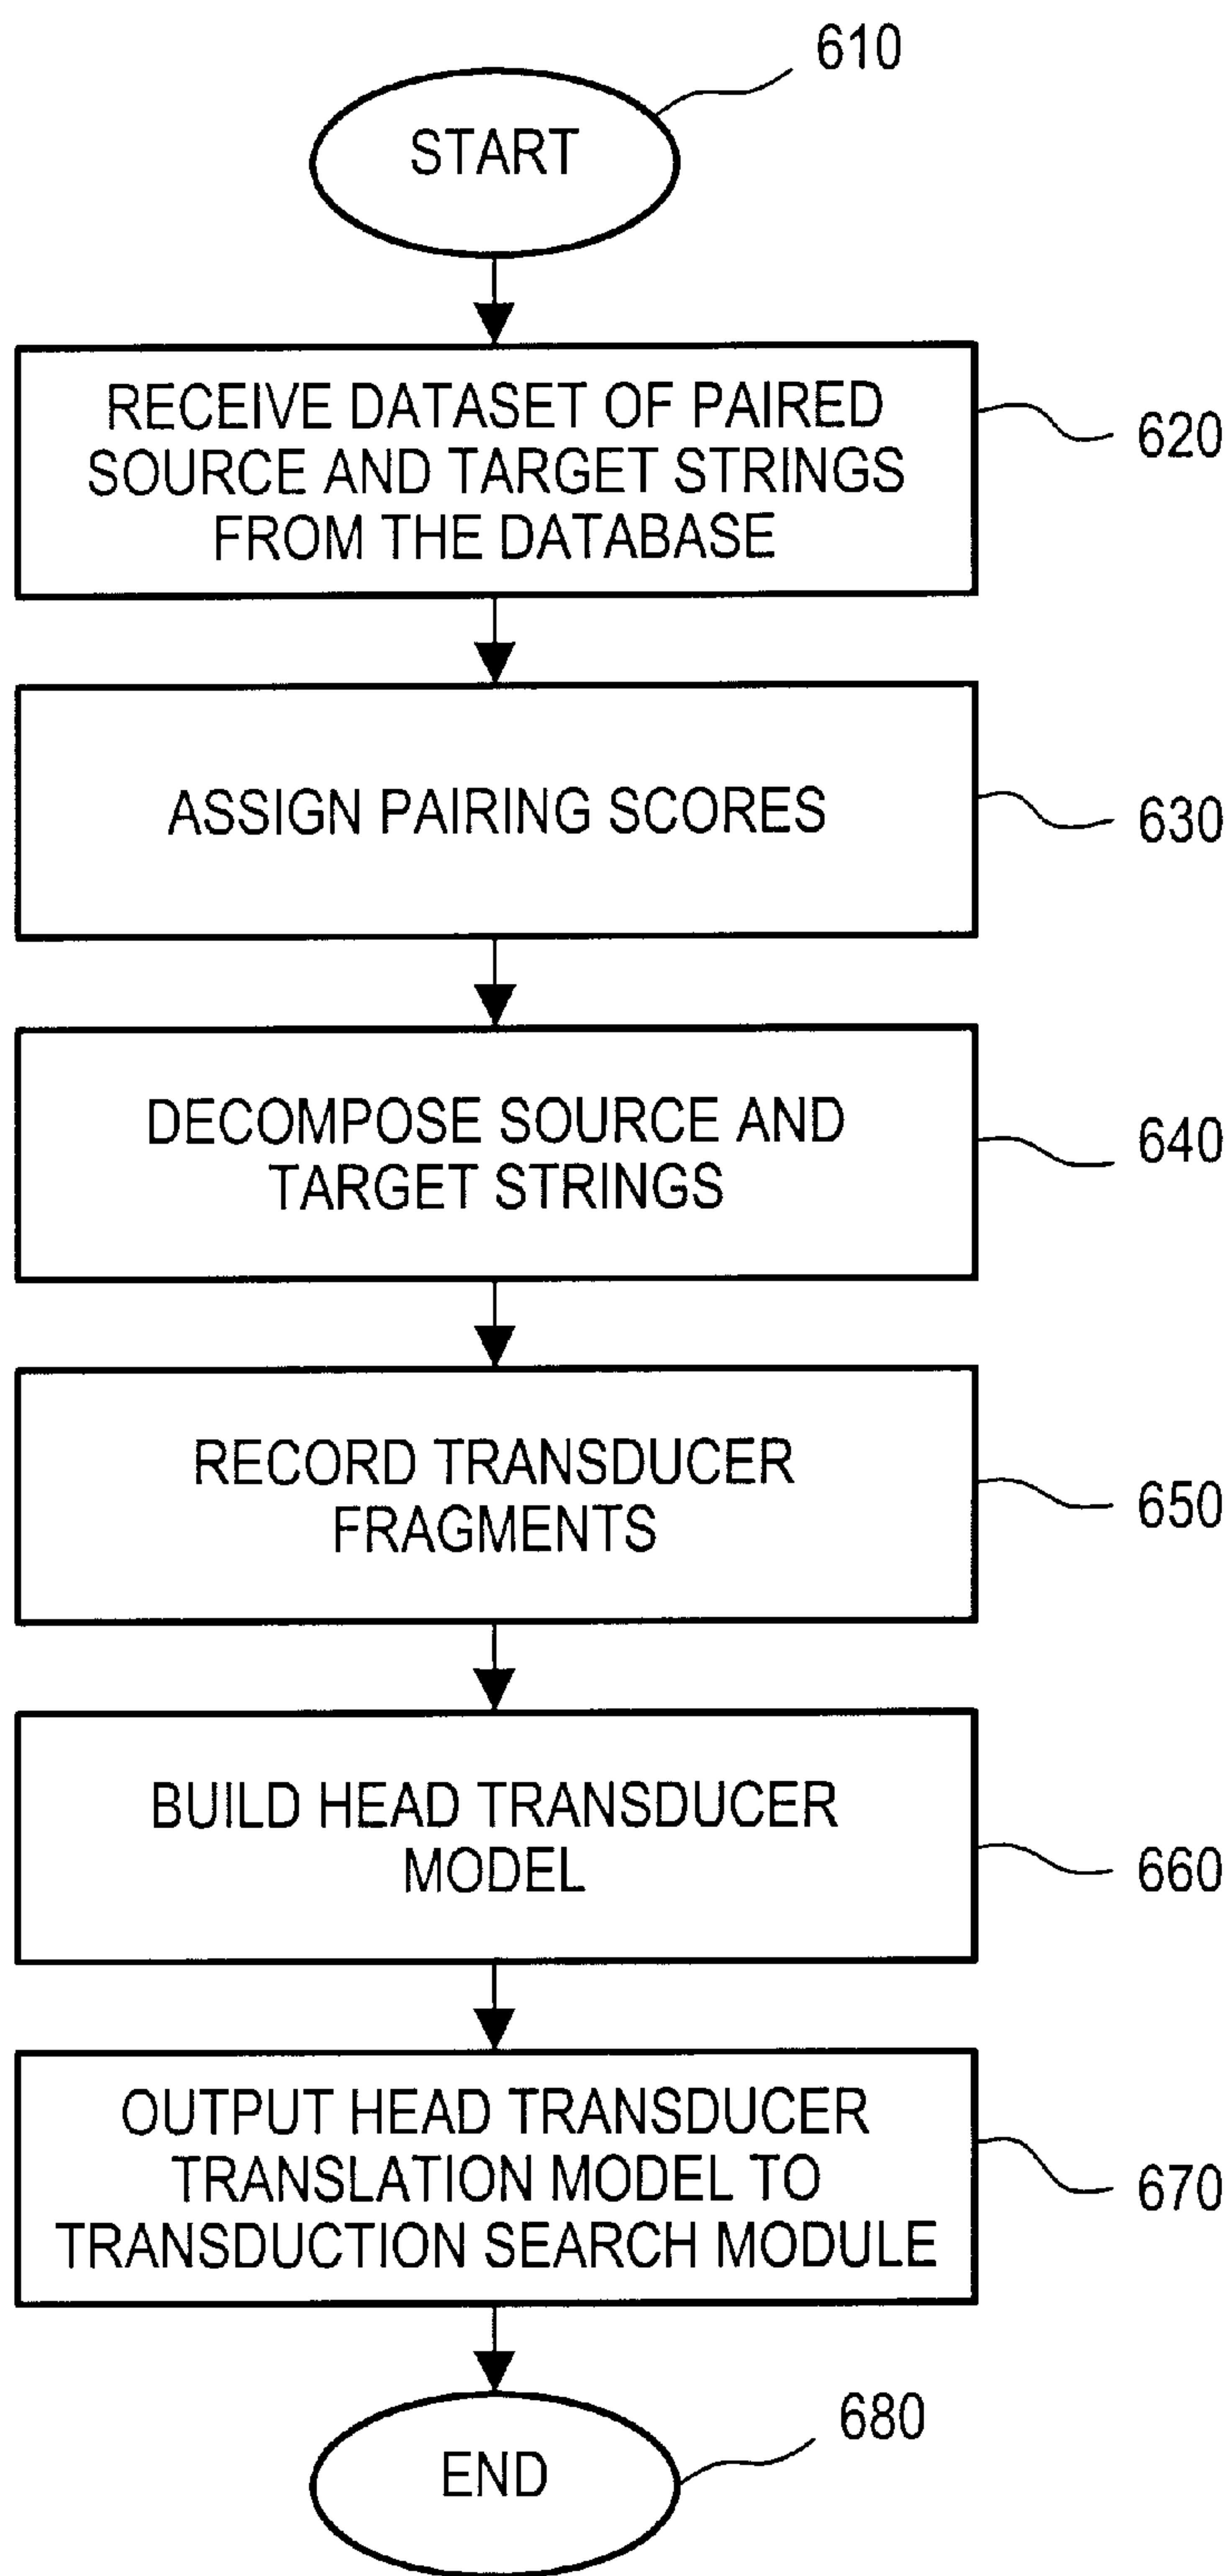 610
START
RECEIVE DATASET OF PAIRED
SOURCE AND TARGET STRINGS
FROM THE DATABASE
620
ASSIGN PAIRING SCORES
630
DECOMPOSE SOURCE AND
TARGET STRINGS
640
RECORD TRANSDUCER
FRAGMENTS
650
BUILD HEAD TRANSDUCER
MODEL
660
OUTPUT HEAD TRANSDUCER
TRANSLATION MODEL TO
TRANSDUCTION SEARCH MODULE
670
680
END